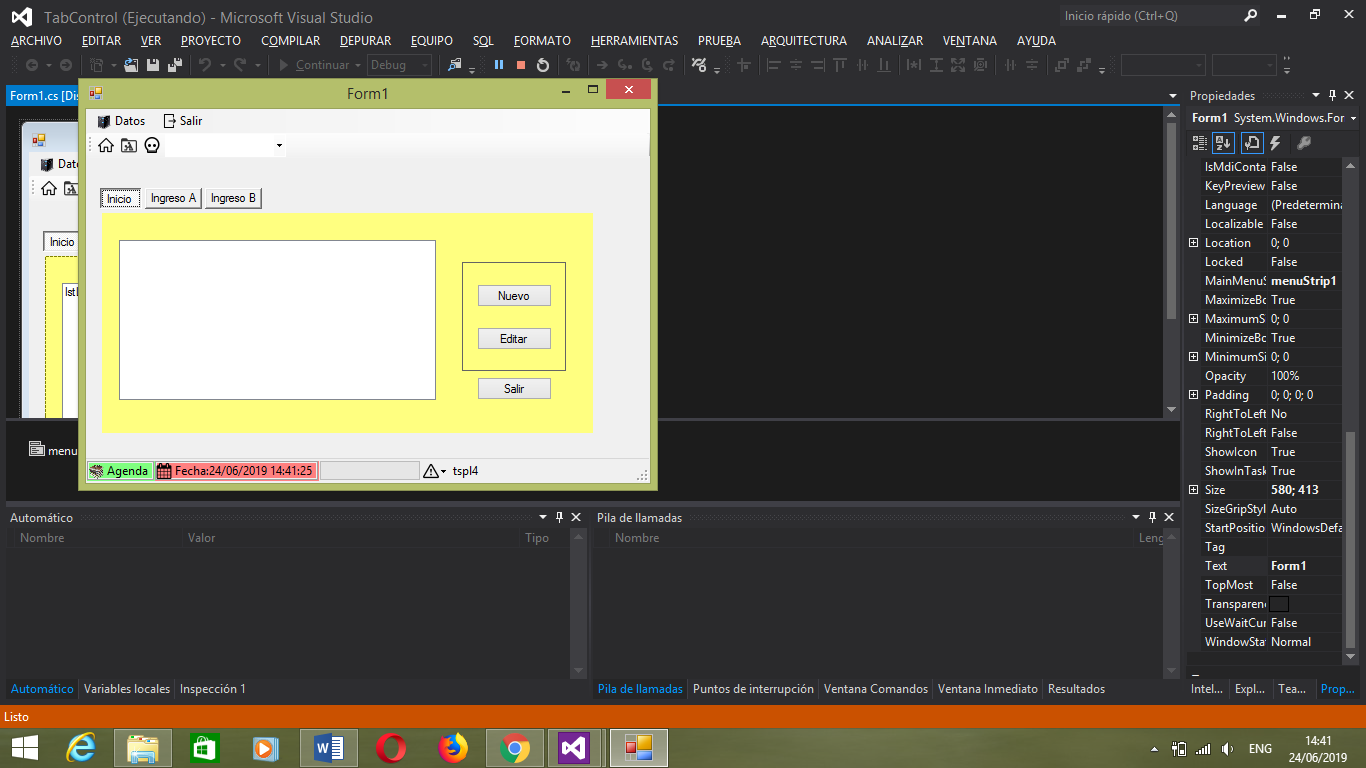 TabControl (Ejecutando) - Microsoft Visual Studio
Inicio rápido (Ctrl+Q)
ARCHIVO EDITAR VER PROYECTO COMPILAR DEPURAR EQUIPO SQL FORMATO HERRAMIENTAS PRUEBA ARQUITECTURA ANALIZAR VENTANA AYUDA
Continuar Debug
Form1.cs [Dis
Form1
Datos Salir
Dato
Inicio Ingreso A Ingreso B
Inicio
lstI
Nuevo
Editar
Salir
menu
Agenda Fecha:24/06/2019 14:41:25 tspl4
Propiedades
Form1 System.Windows.For
IsMdiConta False
KeyPreview False
Language (Predetermina
Localizable False
Location 0; 0
Locked False
MainMenuS menuStrip1
MaximizeBo True
MaximumS 0; 0
MinimizeBo True
MinimumSi 0; 0
Opacity 100%
Padding 0; 0; 0; 0
RightToLeft No
RightToLeft False
ShowIcon True
ShowInTask True
Size 580; 413
SizeGripStyl Auto
StartPositio WindowsDefa
Tag
Text Form1
TopMost False
Transparen
UseWaitCur False
WindowStat Normal
Automático
Nombre Valor Tipo
Pila de llamadas
Nombre Leng
Automático Variables locales Inspección 1
Pila de llamadas Puntos de interrupción Ventana Comandos Ventana Inmediato Resultados
Intel... Expl... Tea... Prop...
Listo
ENG
14:41
24/06/2019